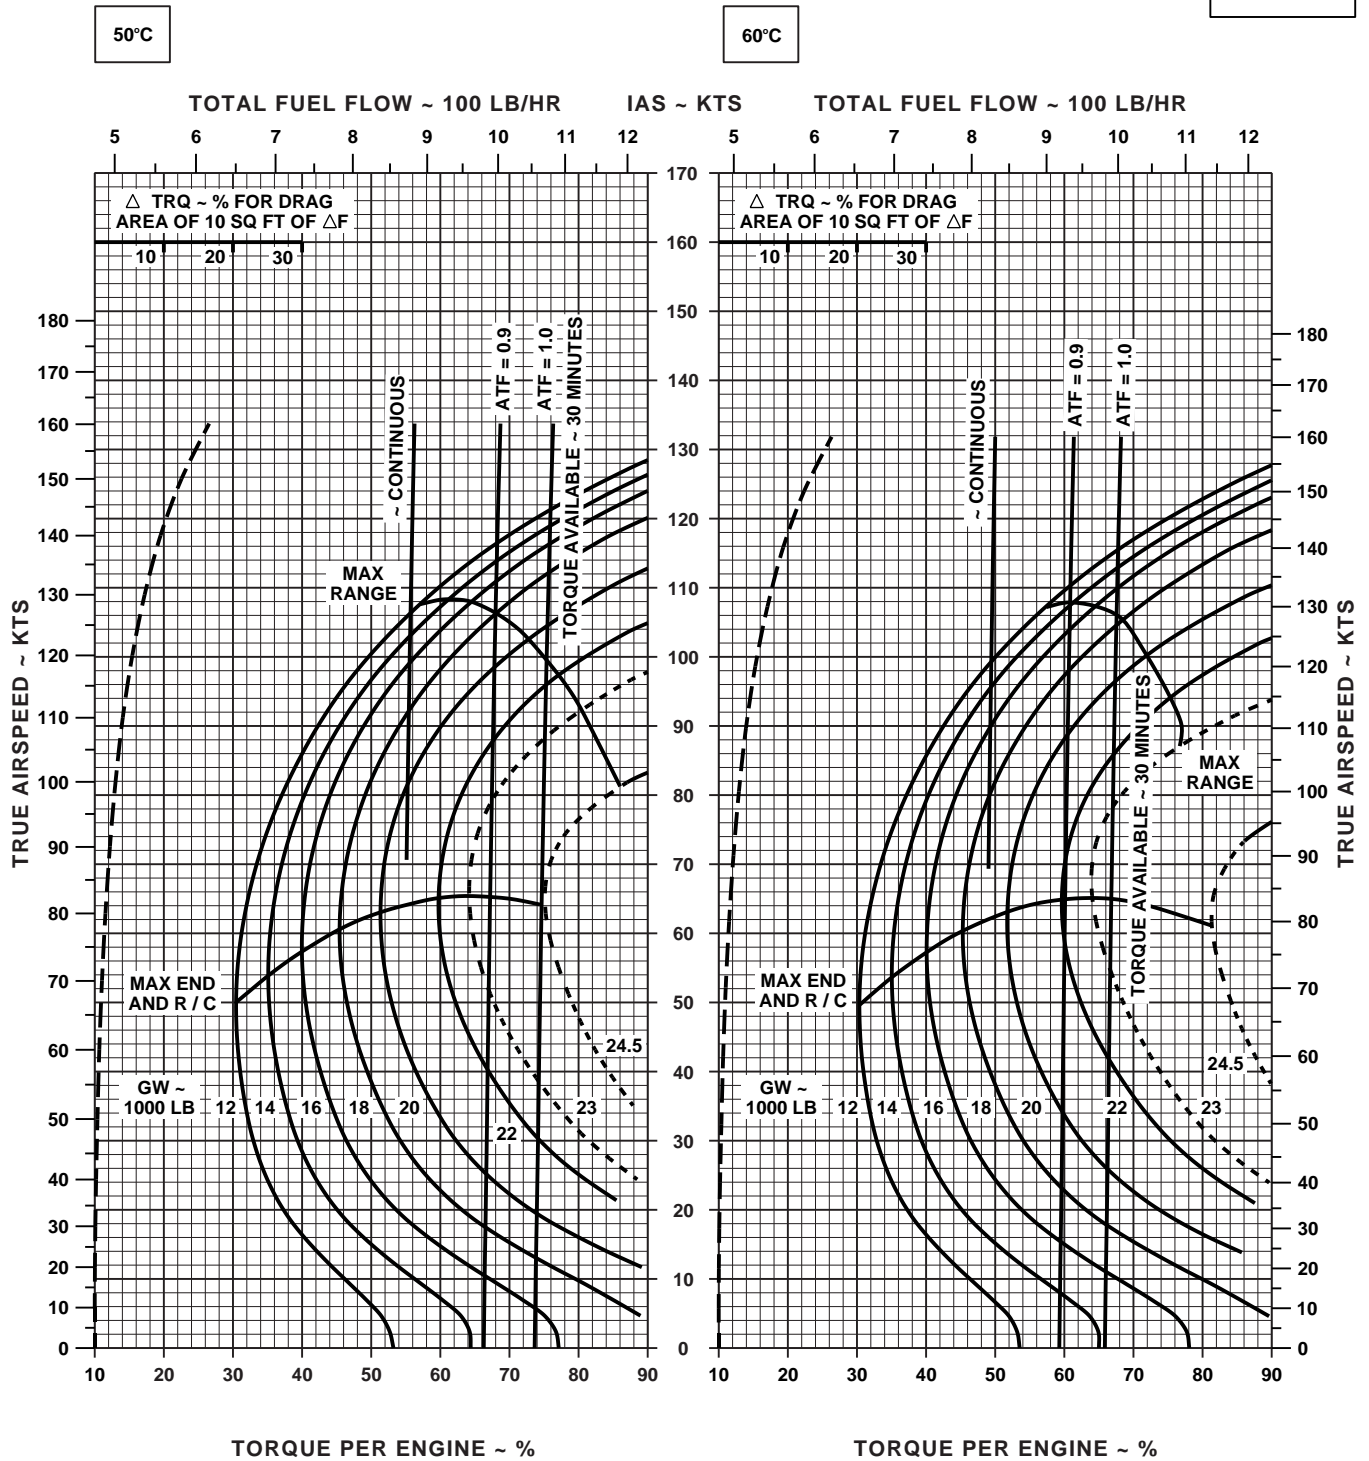 50°C
60°C
TOTAL FUEL FLOW ~ 100 LB/HR
IAS ~ KTS
TOTAL FUEL FLOW ~ 100 LB/HR
5 6 7 8 9 10 11 12
5 6 7 8 9 10 11 12
△ TRQ ~ % FOR DRAG
AREA OF 10 SQ FT OF △F
10 20 30
△ TRQ ~ % FOR DRAG
AREA OF 10 SQ FT OF △F
10 20 30
TRUE AIRSPEED ~ KTS
180
170
160
150
140
130
120
110
100
90
80
70
60
50
40
30
20
10
0
~ CONTINUOUS
ATF = 0.9
ATF = 1.0
TORQUE AVAILABLE ~ 30 MINUTES
MAX
RANGE
MAX END
AND R / C
GW ~
1000 LB
12 14 16 18 20
22
23
24.5
10 20 30 40 50 60 70 80 90
TORQUE PER ENGINE ~ %
170
160
150
140
130
120
110
100
90
80
70
60
50
40
30
20
10
0
~ CONTINUOUS
ATF = 0.9
ATF = 1.0
TORQUE AVAILABLE ~ 30 MINUTES
MAX
RANGE
MAX END
AND R / C
GW ~
1000 LB
12 14 16 18 20 22 23
24.5
10 20 30 40 50 60 70 80 90
TORQUE PER ENGINE ~ %
180
170
160
150
140
130
120
110
100
90
80
70
60
50
40
30
20
10
0
TRUE AIRSPEED ~ KTS